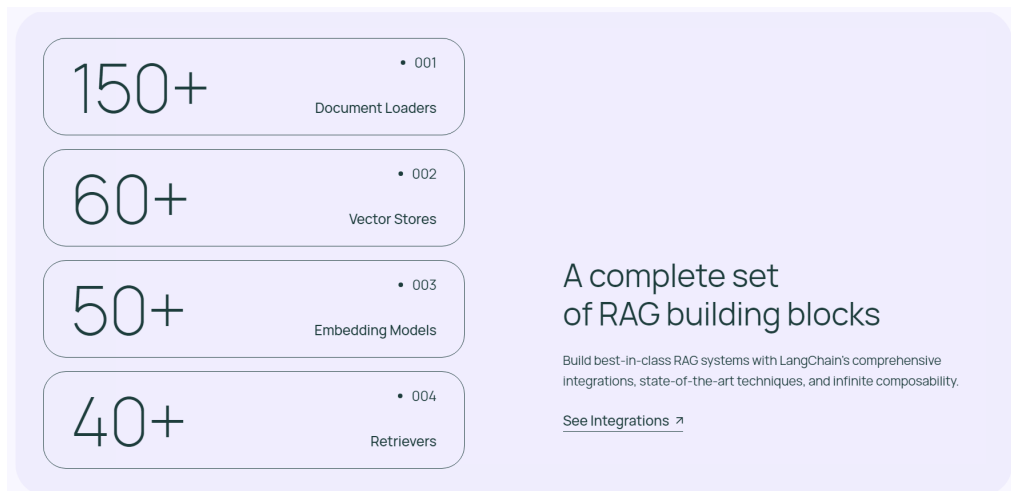 150+
• 001
Document Loaders
60+
• 002
Vector Stores
50+
• 003
Embedding Models
40+
• 004
Retrievers
A complete set
of RAG building blocks
Build best-in-class RAG systems with LangChain's comprehensive
integrations, state-of-the-art techniques, and infinite composability.
See Integrations ↗